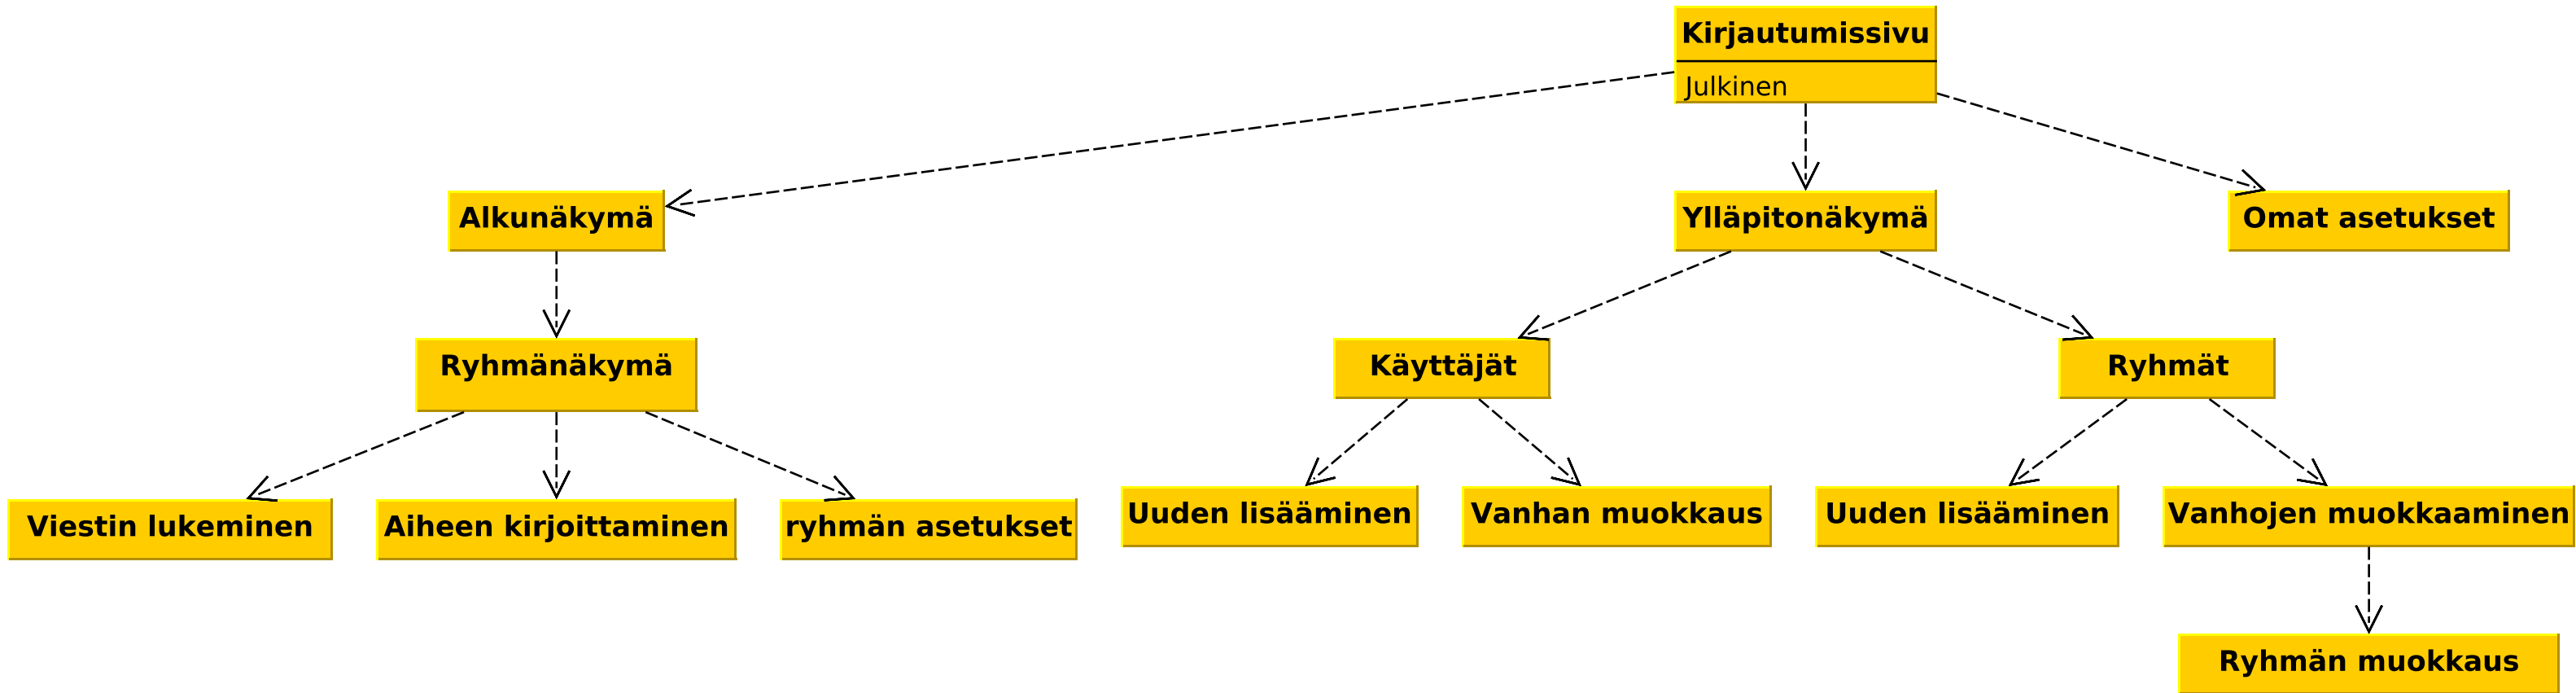 Kirjautumissivu
Julkinen
Alkunäkymä
Ylläpitonäkymä
Omat asetukset
Ryhmänäkymä
Käyttäjät
Ryhmät
Viestin lukeminen
Aiheen kirjoittaminen
ryhmän asetukset
Uuden lisääminen
Vanhan muokkaus
Uuden lisääminen
Vanhojen muokkaaminen
Ryhmän muokkaus